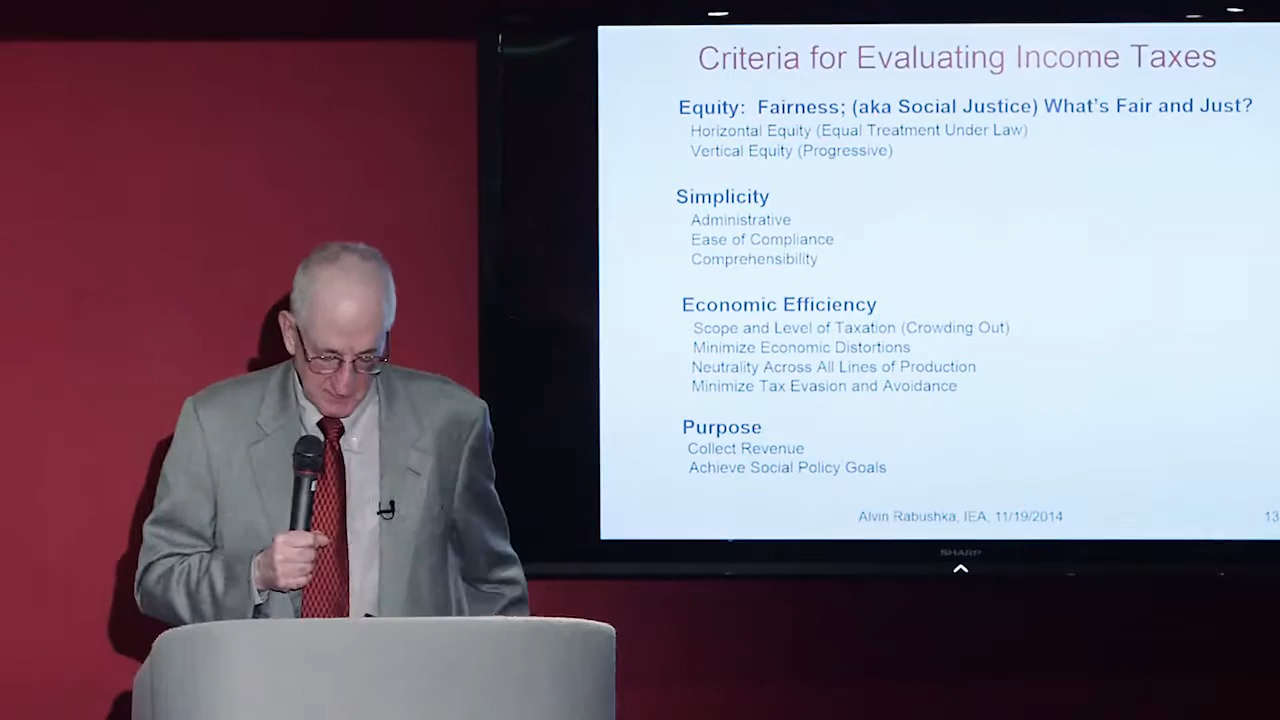 Criteria for Evaluating Income Taxes
Equity: Fairness; (aka Social Justice) What's Fair and Just?
Horizontal Equity (Equal Treatment Under Law)
Vertical Equity (Progressive)
Simplicity
Administrative
Ease of Compliance
Comprehensibility
Economic Efficiency
Scope and Level of Taxation (Crowding Out)
Minimize Economic Distortions
Neutrality Across All Lines of Production
Minimize Tax Evasion and Avoidance
Purpose
Collect Revenue
Achieve Social Policy Goals
Alvin Rabushka, IEA, 11/19/2014
13
SHARP